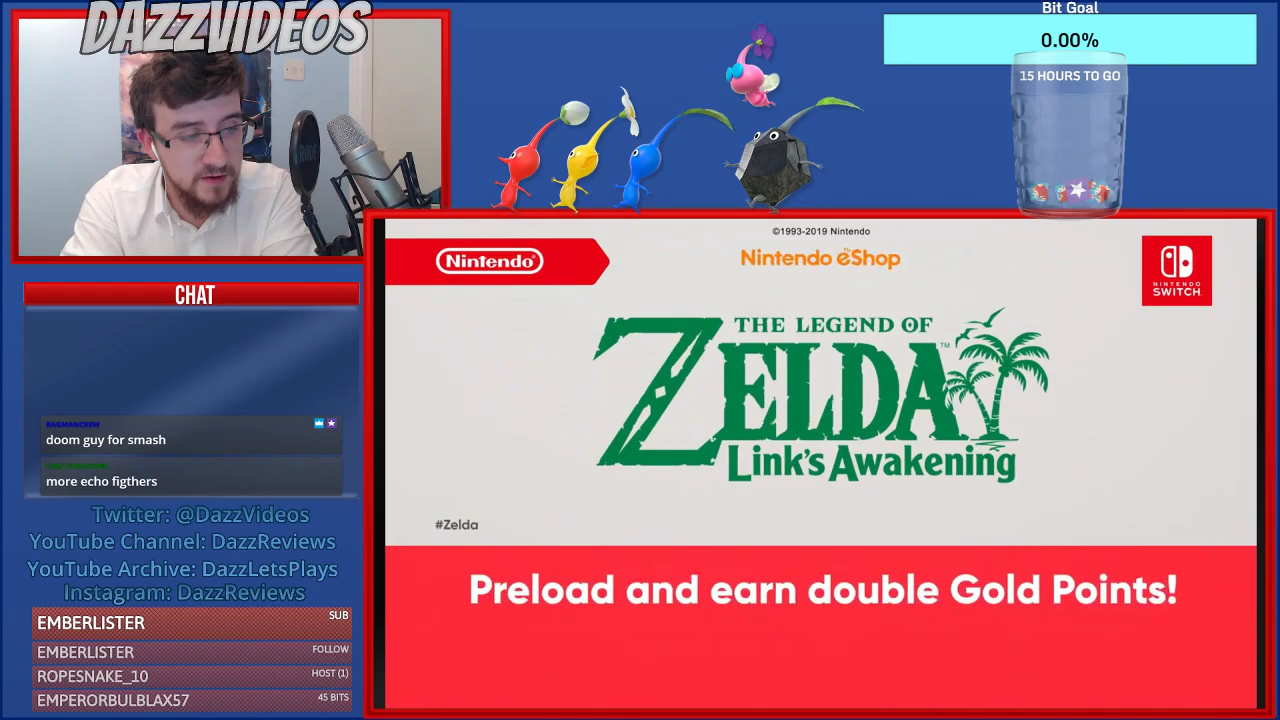 DAZZVIDEOS
Bit Goal
0.00%
15 HOURS TO GO
©1993-2019 Nintendo
Nintendo
Nintendo eShop
NINTENDO
SWITCH
THE LEGEND OF
ZELDA™
Link's Awakening
#Zelda
Preload and earn double Gold Points!
CHAT
BAGMANCREW
doom guy for smash
more echo figthers
Twitter: @DazzVideos
YouTube Channel: DazzReviews
YouTube Archive: DazzLetsPlays
Instagram: DazzReviews
EMBERLISTER SUB
EMBERLISTER FOLLOW
ROPESNAKE_10 HOST (1)
EMPERORBULBLAX57 45 BITS